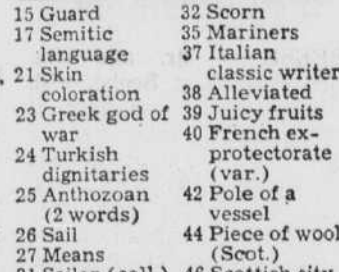 15 Guard
17 Semitic
language
21 Skin
coloration
23 Greek god of
war
24 Turkish
dignitaries
25 Anthozoan
(2 words)
26 Sail
27 Means
32 Scorn
35 Mariners
37 Italian
classic writer
38 Alleviated
39 Juicy fruits
40 French ex-
protectorate
(var.)
42 Pole of a
vessel
44 Piece of wool
(Scot.)